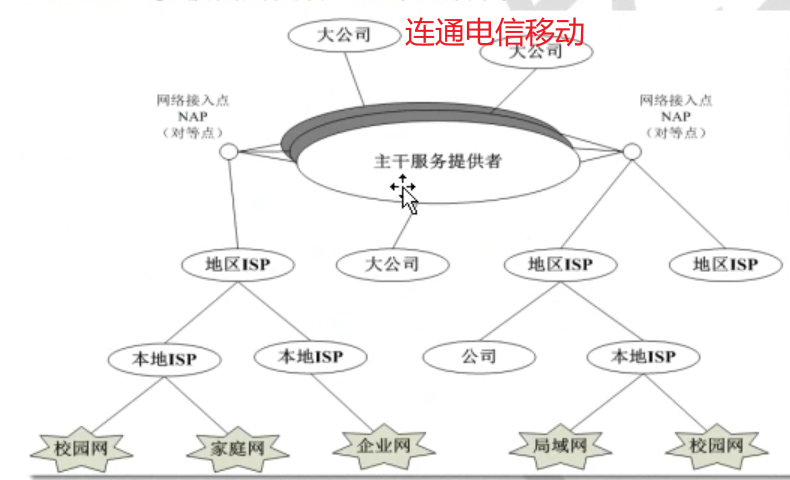 大公司
连通电信移动
大公司
网络接入点
NAP
（对等点）
网络接入点
NAP
（对等点）
主干服务提供者
地区ISP
大公司
地区ISP
地区ISP
本地ISP
本地ISP
公司
本地ISP
校园网
家庭网
企业网
局域网
校园网